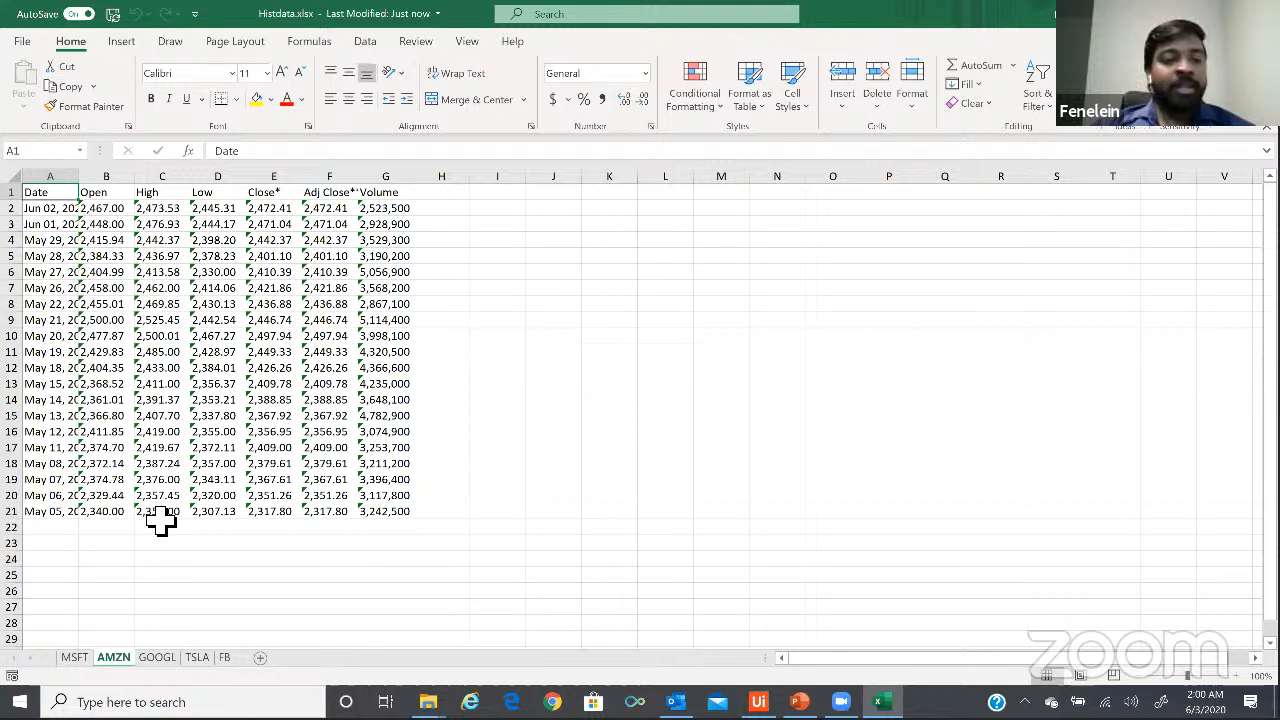 AutoSave On Histdata.xlsx - Last Modified: Just now Search
File Home Insert Draw Page Layout Formulas Data Review View Help
Cut
Copy
Paste
Format Painter
Clipboard
Calibri 11
B I U
Font
Wrap Text
Merge & Center
Alignment
General
$ % 9
Number
Conditional Formatting
Format as Table
Cell Styles
Styles
Insert Delete Format
Cells
AutoSum
Fill
Clear
Sort & Filter
Editing
Fenelein
A1 fx Date
A B C D E F G H I J K L M N O P Q R S T U V
1 Date Open High Low Close* Adj Close* Volume
2 Jun 02, 202 2,467.00 2,473.53 2,445.31 2,472.41 2,472.41 2,523,500
3 Jun 01, 202 2,448.00 2,476.93 2,444.17 2,471.04 2,471.04 2,928,900
4 May 29, 20 2,415.94 2,442.37 2,398.20 2,442.37 2,442.37 3,529,300
5 May 28, 20 2,384.33 2,436.97 2,378.23 2,401.10 2,401.10 3,190,200
6 May 27, 20 2,404.99 2,413.58 2,330.00 2,410.39 2,410.39 5,056,900
7 May 26, 20 2,458.00 2,462.00 2,414.06 2,421.86 2,421.86 3,568,200
8 May 22, 20 2,455.01 2,469.85 2,430.13 2,436.88 2,436.88 2,867,100
9 May 21, 20 2,500.00 2,525.45 2,442.54 2,446.74 2,446.74 5,114,400
10 May 20, 20 2,477.87 2,500.01 2,467.27 2,497.94 2,497.94 3,998,100
11 May 19, 20 2,429.83 2,485.00 2,428.97 2,449.33 2,449.33 4,320,500
12 May 18, 20 2,404.35 2,433.00 2,384.01 2,426.26 2,426.26 4,366,600
13 May 15, 20 2,368.52 2,411.00 2,356.37 2,409.78 2,409.78 4,235,000
14 May 14, 20 2,361.01 2,391.37 2,353.21 2,388.85 2,388.85 3,648,100
15 May 13, 20 2,366.80 2,407.70 2,337.80 2,367.92 2,367.92 4,782,900
16 May 12, 20 2,411.85 2,419.00 2,355.00 2,356.95 2,356.95 3,074,900
17 May 11, 20 2,374.70 2,419.67 2,372.11 2,409.00 2,409.00 3,253,700
18 May 08, 20 2,372.14 2,387.24 2,357.00 2,379.61 2,379.61 3,211,200
19 May 07, 20 2,374.78 2,376.00 2,343.11 2,367.61 2,367.61 3,396,400
20 May 06, 20 2,329.44 2,357.45 2,320.00 2,351.26 2,351.26 3,117,800
21 May 05, 20 2,340.00 2,307.13 2,317.80 2,317.80 3,242,500
22
23
24
25
26
27
28
29
zoom
MSFT AMZN GOOGL TSLA FB
100%
Type here to search
2:00 AM
6/3/2020